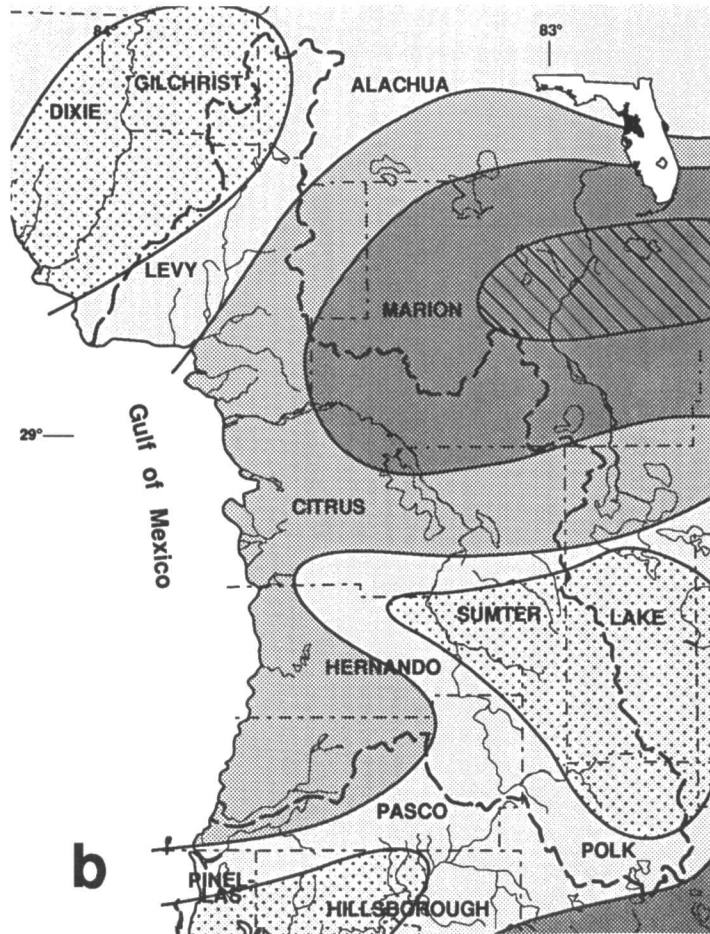 84°
83°
GILCHRIST
ALACHUA
DIXIE
LEVY
MARION
Gulf of Mexico
29°
CITRUS
SUMTER
LAKE
HERNANDO
PASCO
POLK
b
PINEL
LAS
HILLSBOROUGH